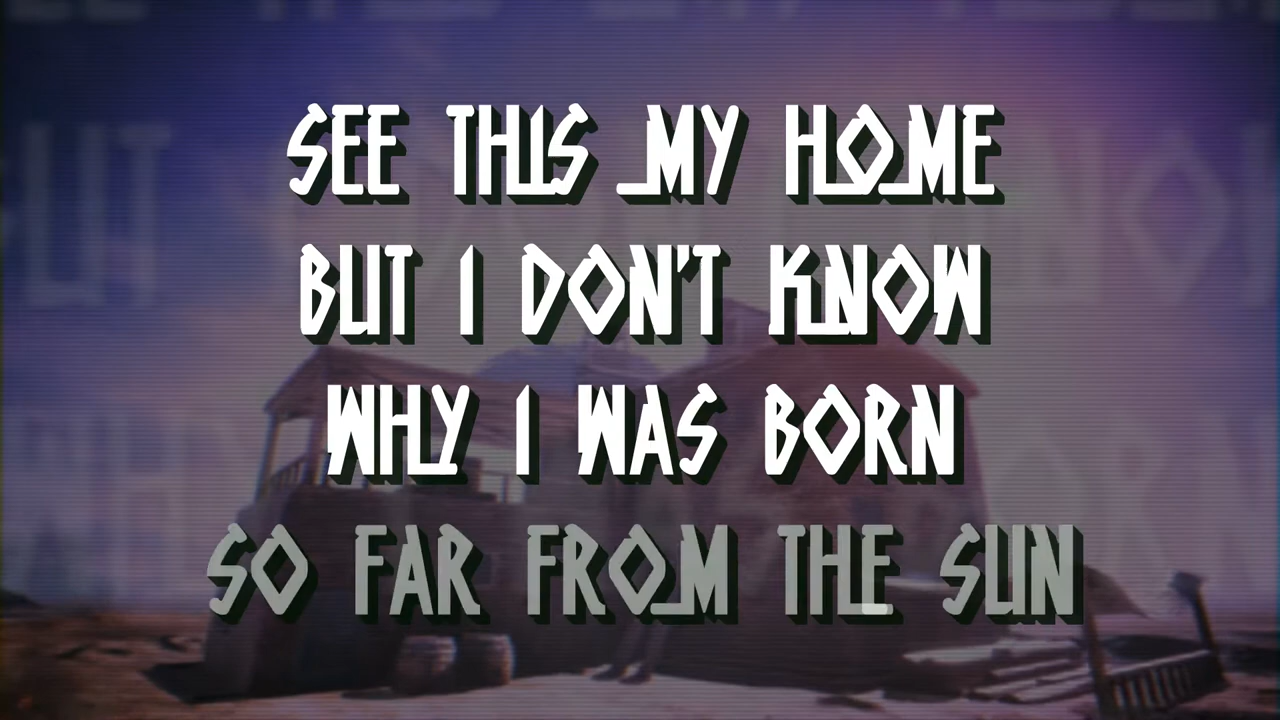 SEE THIS MY HOME
BUT I DON'T KNOW
WHY I WAS BORN
SO FAR FROM THE SUN